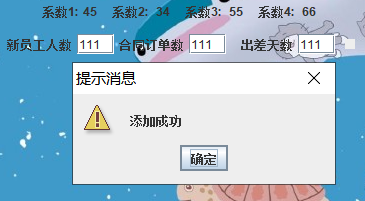 系数1: 45 系数2: 34 系数3: 55 系数4: 66
新员工人数 111 合同订单数 111 出差天数 111
提示消息
添加成功
确定